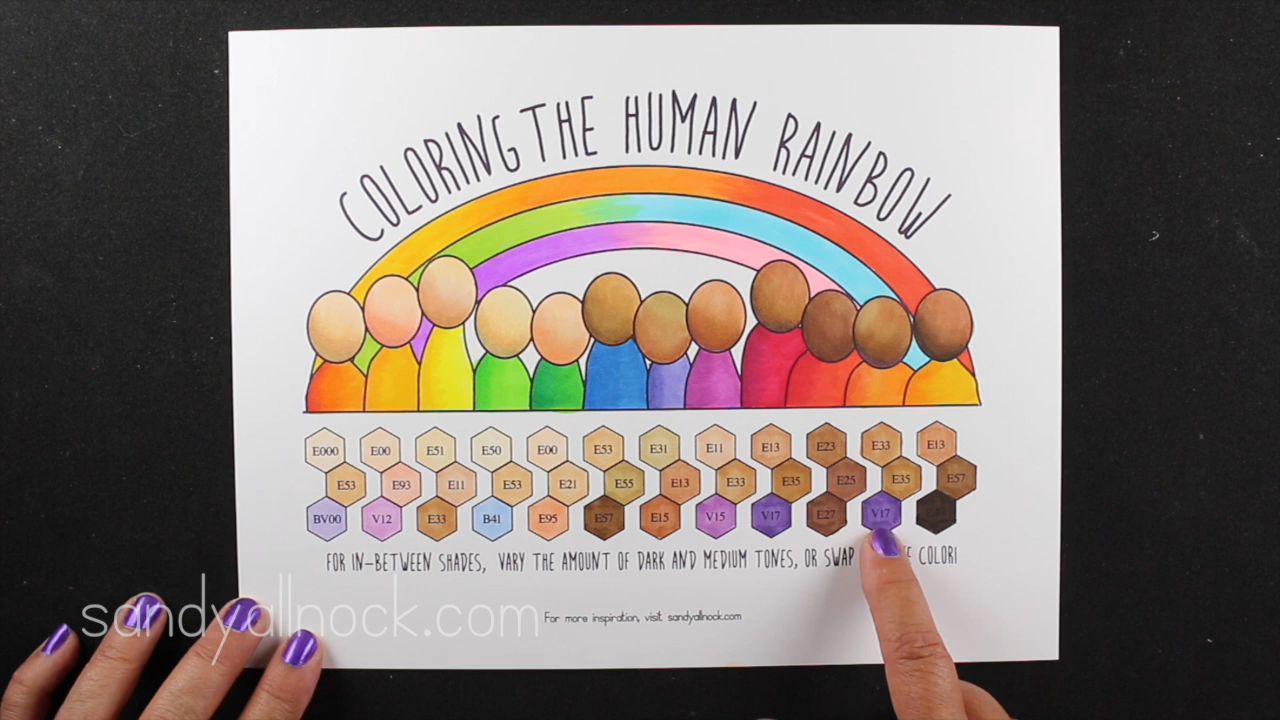 COLORING THE HUMAN RAINBOW
E000 E00 E51 E50 E00 E53 E31 E11 E13 E23 E33 E13
E53 E93 E11 E53 E21 E55 E13 E33 E35 E25 E35 E57
BV00 V12 E33 B41 E95 E57 E15 V15 V17 E27 V17
FOR IN-BETWEEN SHADES, VARY THE AMOUNT OF DARK AND MEDIUM TONES, OR SWAP COLOR!
For more inspiration, visit sandyallnock.com
sandyallnock.com